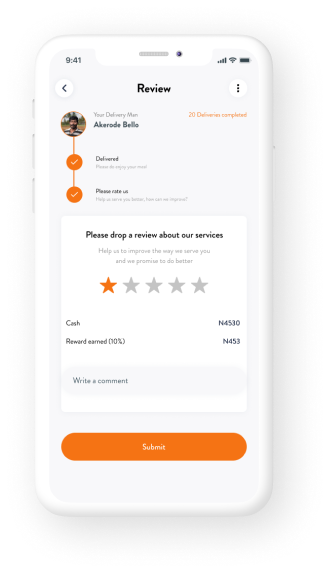 9:41
Review
Your Delivery Man
20 Deliveries completed
Akerode Bello
Delivered
Please do enjoy your meal
Please rate us
Help us serve you better, how can we improve?
Please drop a review about our services
Help us to improve the way we serve you
and we promise to do better
Cash N4530
Reward earned (10%) N453
Write a comment
Submit